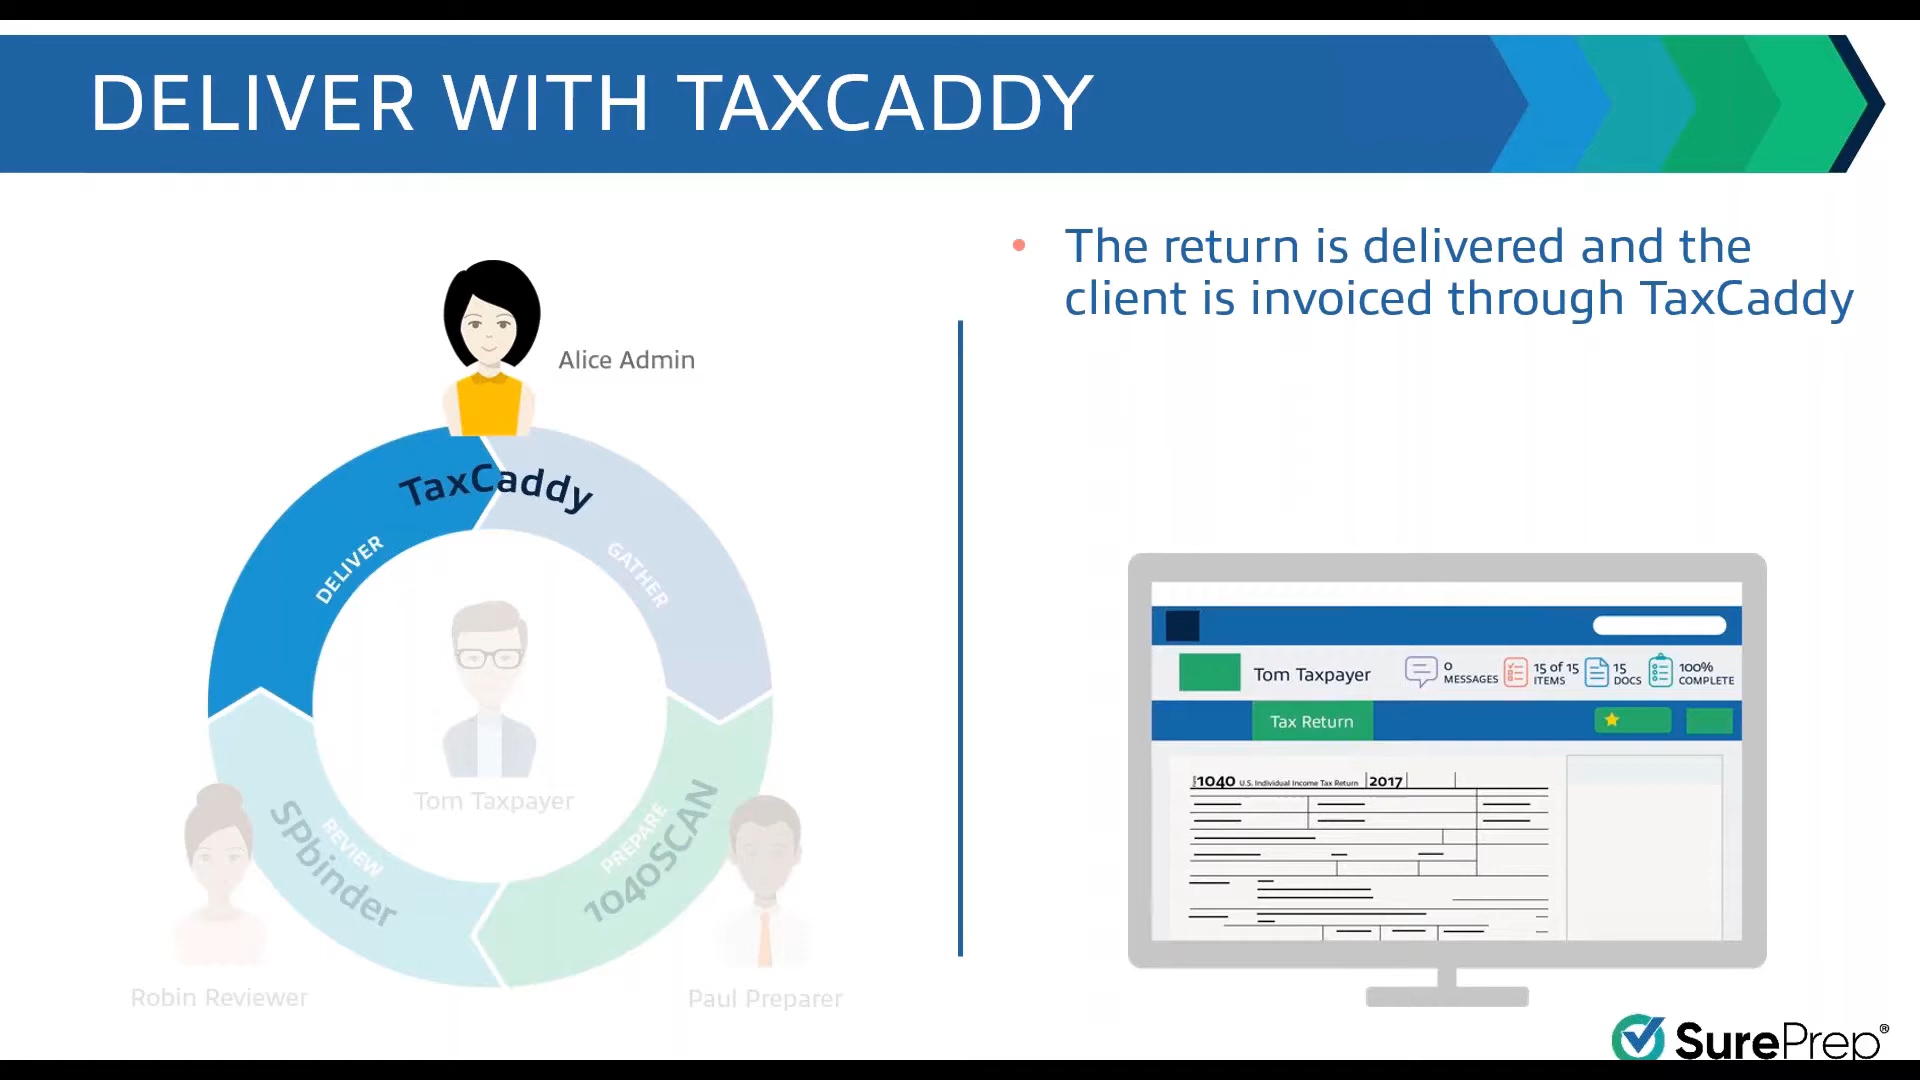 DELIVER WITH TAXCADDY
• The return is delivered and the
client is invoiced through TaxCaddy
Alice Admin
TaxCaddy
DELIVER
GATHER
Tom Taxpayer
REVIEW
SPbinder
PREPARE
1040SCAN
Robin Reviewer
Paul Preparer
Tom Taxpayer
0 MESSAGES
15 of 15 ITEMS
15 DOCS
100% COMPLETE
Tax Return
Form 1040 U.S. Individual Income Tax Return 2017
SurePrep®